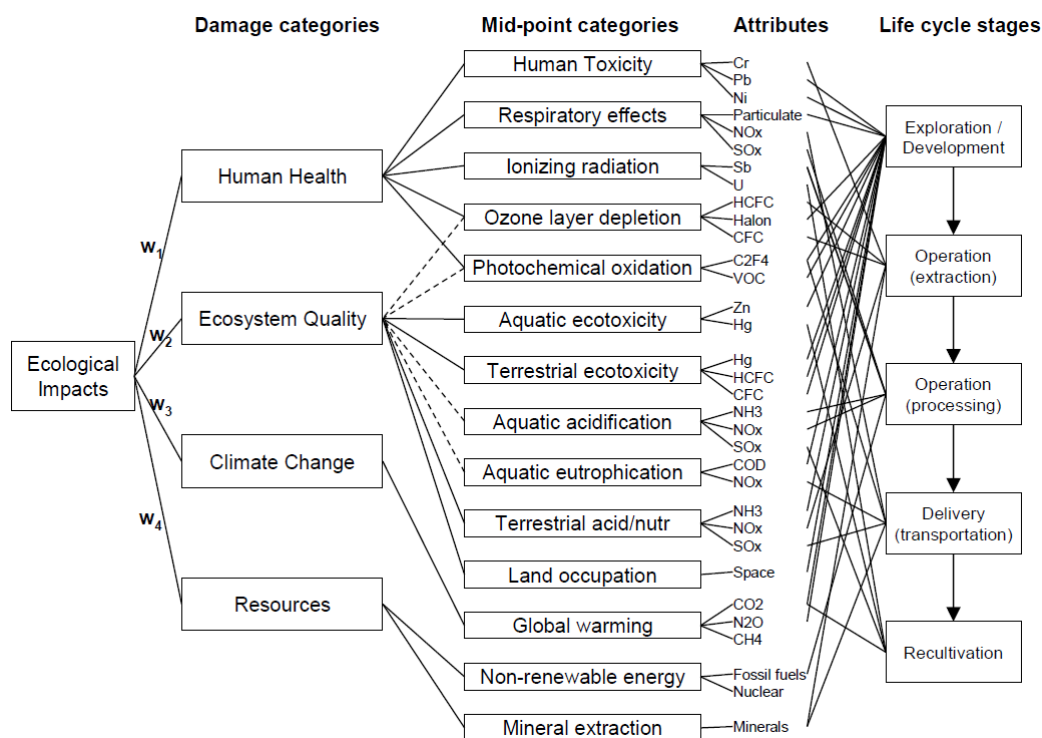 Damage categories
Mid-point categories
Attributes
Life cycle stages
Ecological
Impacts
w1
w2
w3
w4
Human Health
Ecosystem Quality
Climate Change
Resources
Human Toxicity
Respiratory effects
Ionizing radiation
Ozone layer depletion
Photochemical oxidation
Aquatic ecotoxicity
Terrestrial ecotoxicity
Aquatic acidification
Aquatic eutrophication
Terrestrial acid/nutr
Land occupation
Global warming
Non-renewable energy
Mineral extraction
Cr
Pb
Ni
Particulate
NOx
SOx
Sb
U
HCFC
Halon
CFC
C2F4
VOC
Zn
Hg
Hg
HCFC
CFC
NH3
NOx
SOx
COD
NOx
NH3
NOx
SOx
Space
CO2
N2O
CH4
Fossil fuels
Nuclear
Minerals
Exploration /
Development
Operation
(extraction)
Operation
(processing)
Delivery
(transportation)
Recultivation